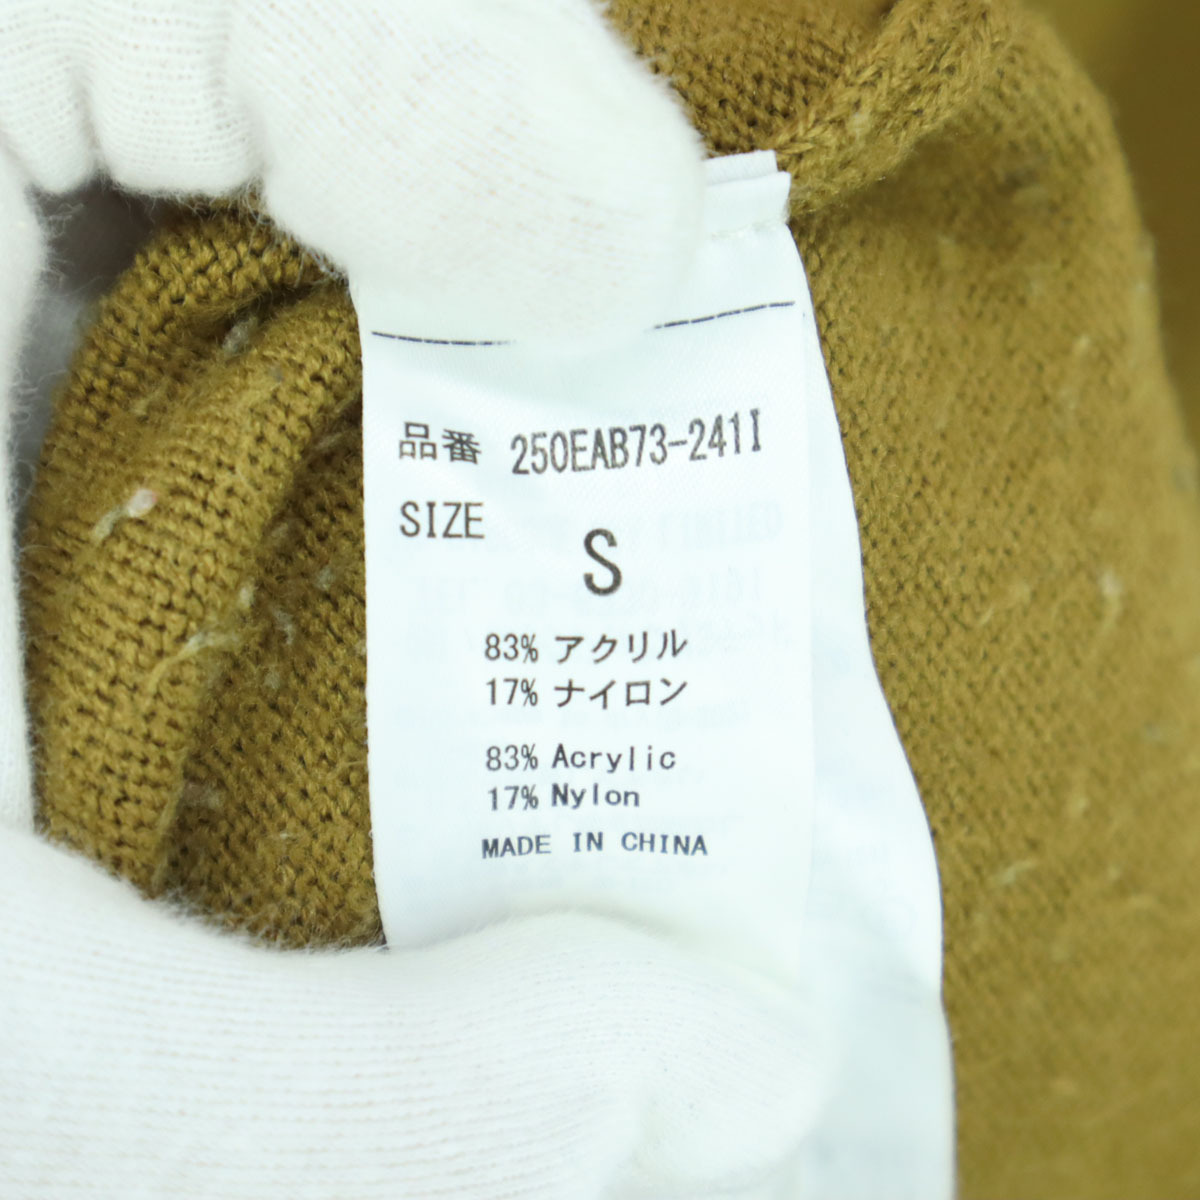 品番 250EAB73-241I
SIZE S
83% アクリル
17% ナイロン
83% Acrylic
17% Nylon
MADE IN CHINA